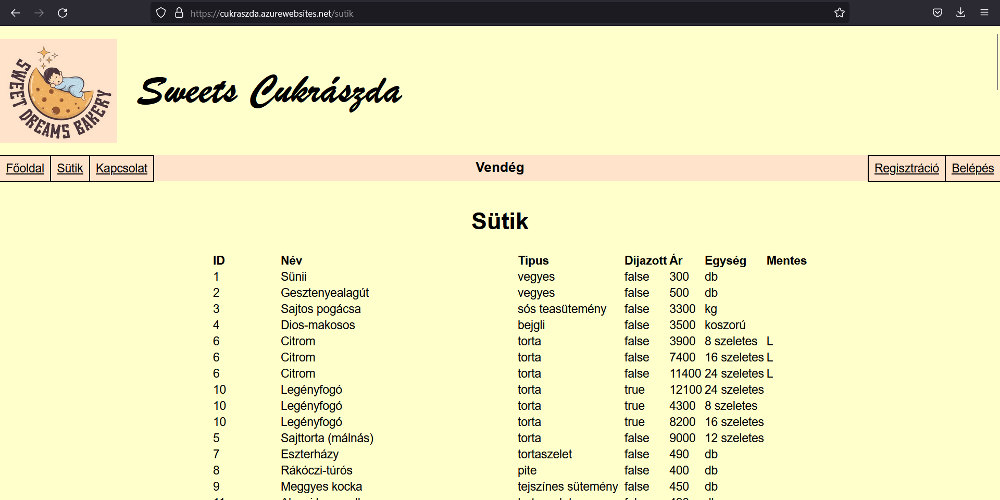 https://cukraszda.azurewebsites.net/sutik
SWEET DREAMS BAKERY
Sweets Cukrászda
Főoldal Sütik Kapcsolat Vendég Regisztráció Belépés
Sütik
ID Név Típus Díjazott Ár Egység Mentes
1 Sünii vegyes false 300 db
2 Gesztenyealagút vegyes false 500 db
3 Sajtos pogácsa sós teasütemény false 3300 kg
4 Dios-makosos bejgli false 3500 koszorú
6 Citrom torta false 3900 8 szeletes L
6 Citrom torta false 7400 16 szeletes L
6 Citrom torta false 11400 24 szeletes L
10 Legényfogó torta true 12100 24 szeletes
10 Legényfogó torta true 4300 8 szeletes
10 Legényfogó torta true 8200 16 szeletes
5 Sajttorta (málnás) torta false 9000 12 szeletes
7 Eszterházy tortaszelet false 490 db
8 Rákóczi-túrós pite false 400 db
9 Meggyes kocka tejszínes sütemény false 450 db